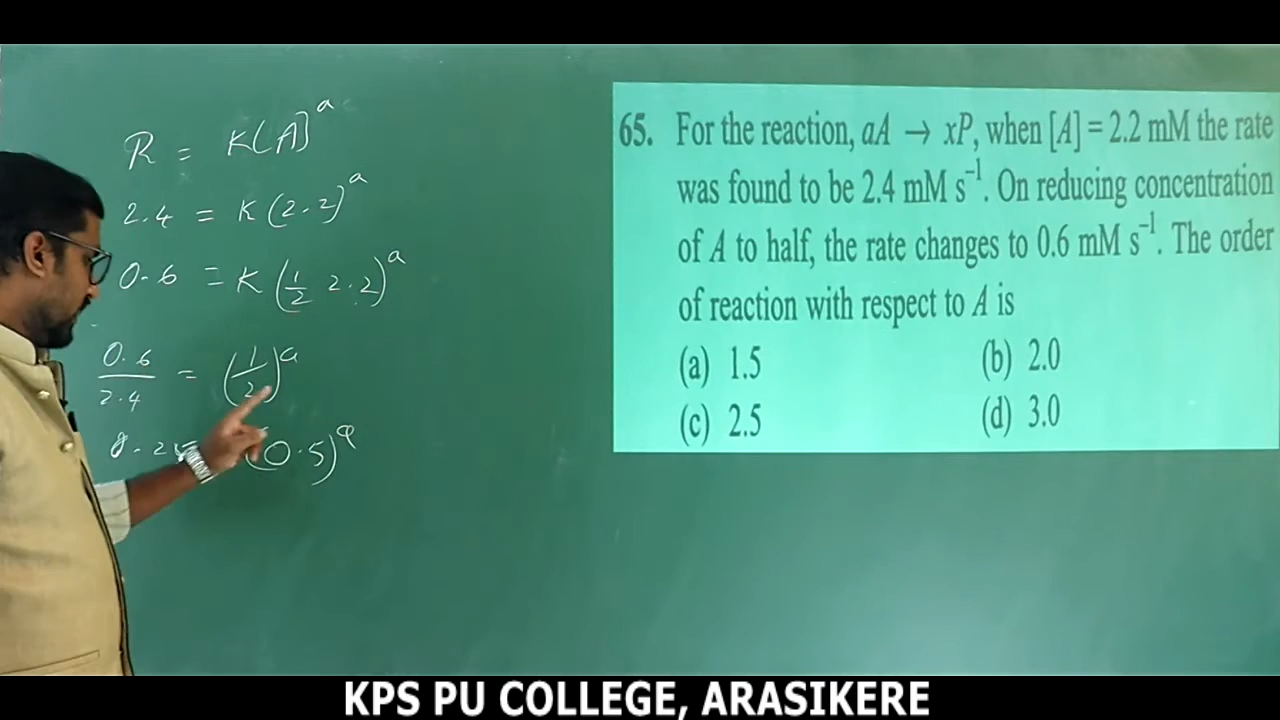 R = K[A]^a
2.4 = K(2.2)^a
0.6 = K(1/2 2.2)^a
0.6/2.4 = (1/2)^a
(0.5)^a
65. For the reaction, aA → xP, when [A] = 2.2 mM the rate
was found to be 2.4 mM s⁻¹. On reducing concentration
of A to half, the rate changes to 0.6 mM s⁻¹. The order
of reaction with respect to A is
(a) 1.5 (b) 2.0
(c) 2.5 (d) 3.0
KPS PU COLLEGE, ARASIKERE